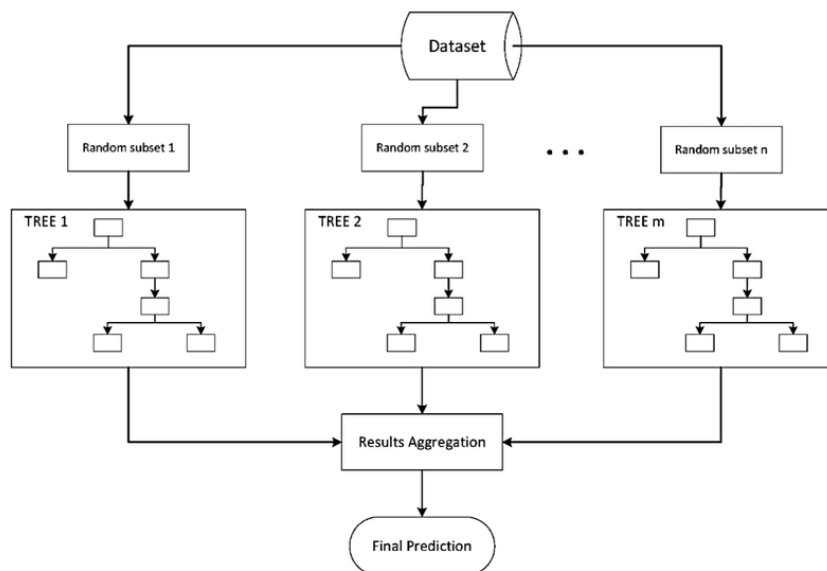 Dataset
Random subset 1
Random subset 2
• • •
Random subset n
TREE 1
TREE 2
TREE m
Results Aggregation
Final Prediction